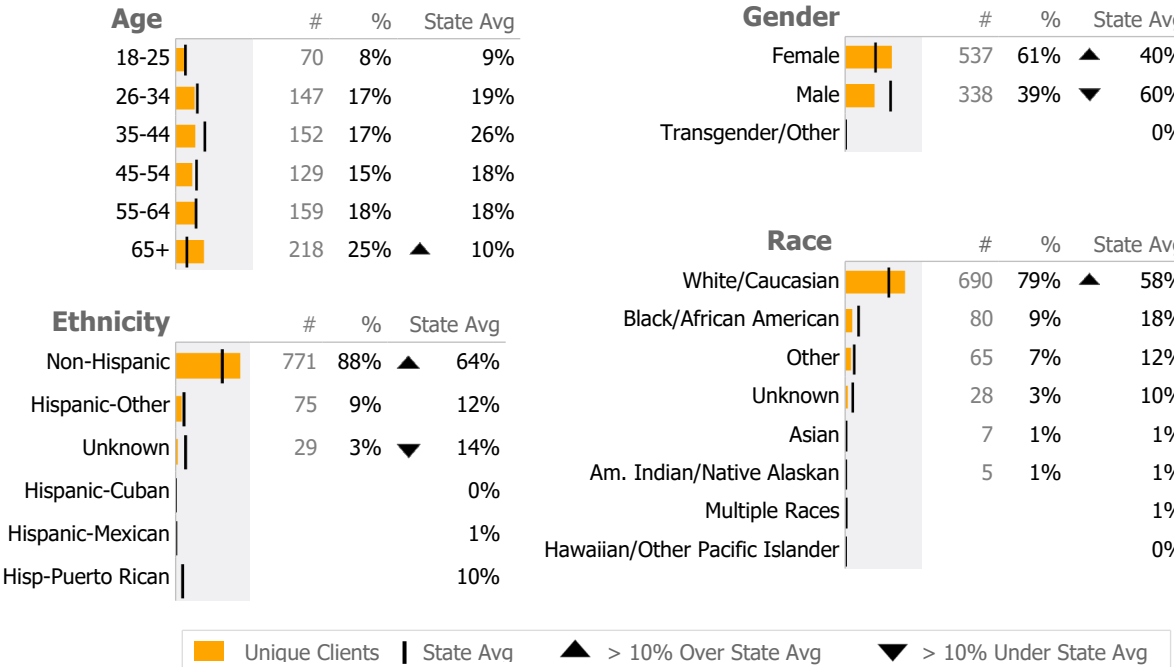 Age # % State Avg
18-25 70 8% 9%
26-34 147 17% 19%
35-44 152 17% 26%
45-54 129 15% 18%
55-64 159 18% 18%
65+ 218 25% ▲ 10%
Ethnicity # % State Avg
Non-Hispanic 771 88% ▲ 64%
Hispanic-Other 75 9% 12%
Unknown 29 3% ▼ 14%
Hispanic-Cuban 0%
Hispanic-Mexican 1%
Hisp-Puerto Rican 10%
Gender # % State Avg
Female 537 61% ▲ 40%
Male 338 39% ▼ 60%
Transgender/Other 0%
Race # % State Avg
White/Caucasian 690 79% ▲ 58%
Black/African American 80 9% 18%
Other 65 7% 12%
Unknown 28 3% 10%
Asian 7 1% 1%
Am. Indian/Native Alaskan 5 1% 1%
Multiple Races 1%
Hawaiian/Other Pacific Islander 0%
Unique Clients State Avg ▲ > 10% Over State Avg ▼ > 10% Under State Avg